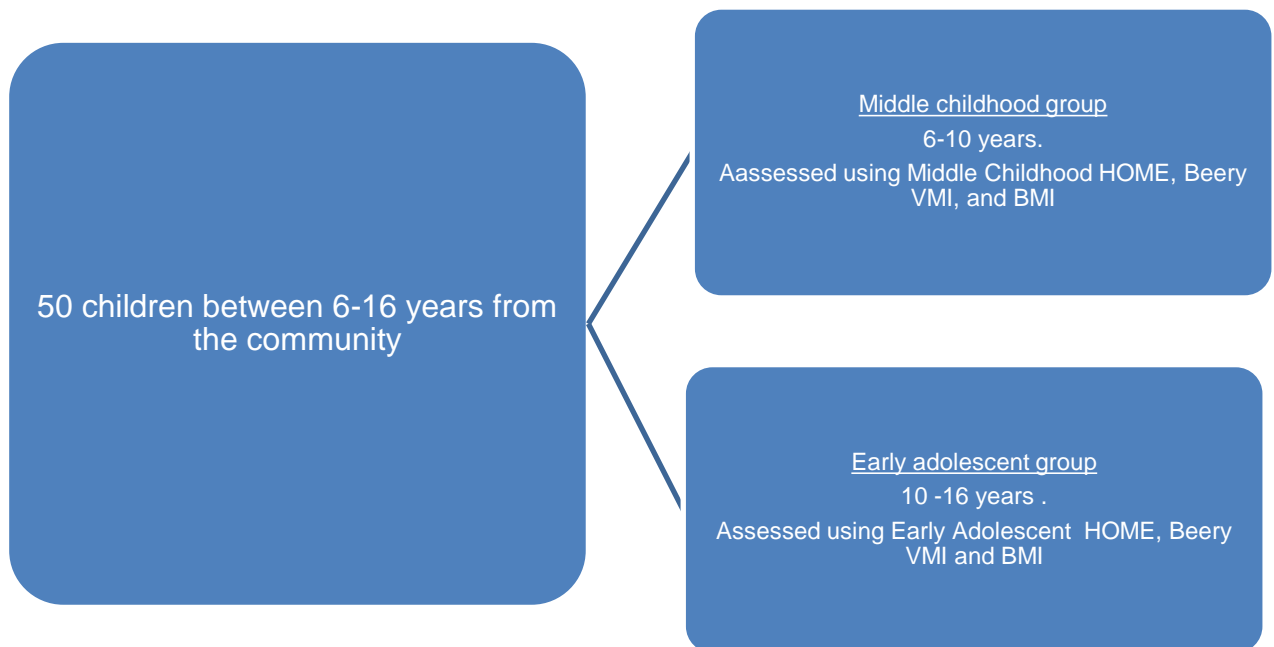 50 children between 6-16 years from
the community
Middle childhood group
6-10 years.
Aassessed using Middle Childhood HOME, Beery
VMI, and BMI
Early adolescent group
10 -16 years .
Assessed using Early Adolescent  HOME, Beery
VMI and BMI